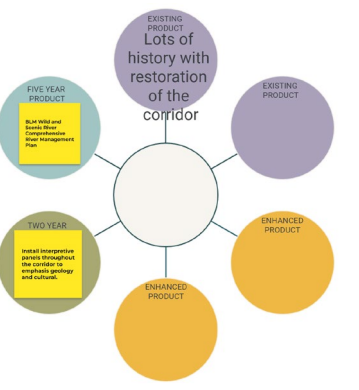 EXISTING
PRODUCT
Lots of
history with
restoration
of the
corridor
FIVE YEAR
PRODUCT
BLM Wild and
Scenic River
Comprehensive
River Management
Plan
EXISTING
PRODUCT
TWO YEAR
Install interpretive
panels throughout
the corridor to
emphasis geology
and cultural.
ENHANCED
PRODUCT
ENHANCED
PRODUCT